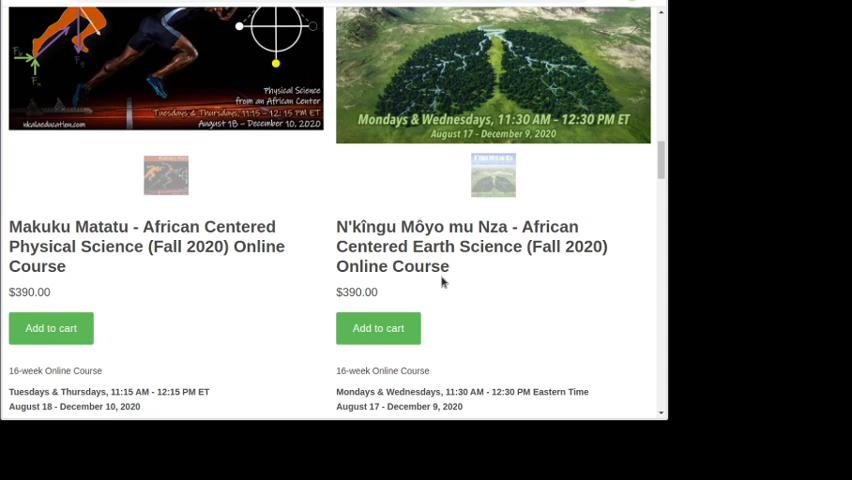 Physical Science
from an African Center
Tuesdays & Thursdays, 11:15 - 12:15 PM ET
August 18 - December 10, 2020
nkalaeducation.com
Mondays & Wednesdays, 11:30 AM - 12:30 PM ET
August 17 - December 9, 2020
Makuku Matatu - African Centered
Physical Science (Fall 2020) Online
Course
$390.00
Add to cart
16-week Online Course
Tuesdays & Thursdays, 11:15 AM - 12:15 PM ET
August 18 - December 10, 2020
N'kîngu Môyo mu Nza - African
Centered Earth Science (Fall 2020)
Online Course
$390.00
Add to cart
16-week Online Course
Mondays & Wednesdays, 11:30 AM - 12:30 PM Eastern Time
August 17 - December 9, 2020